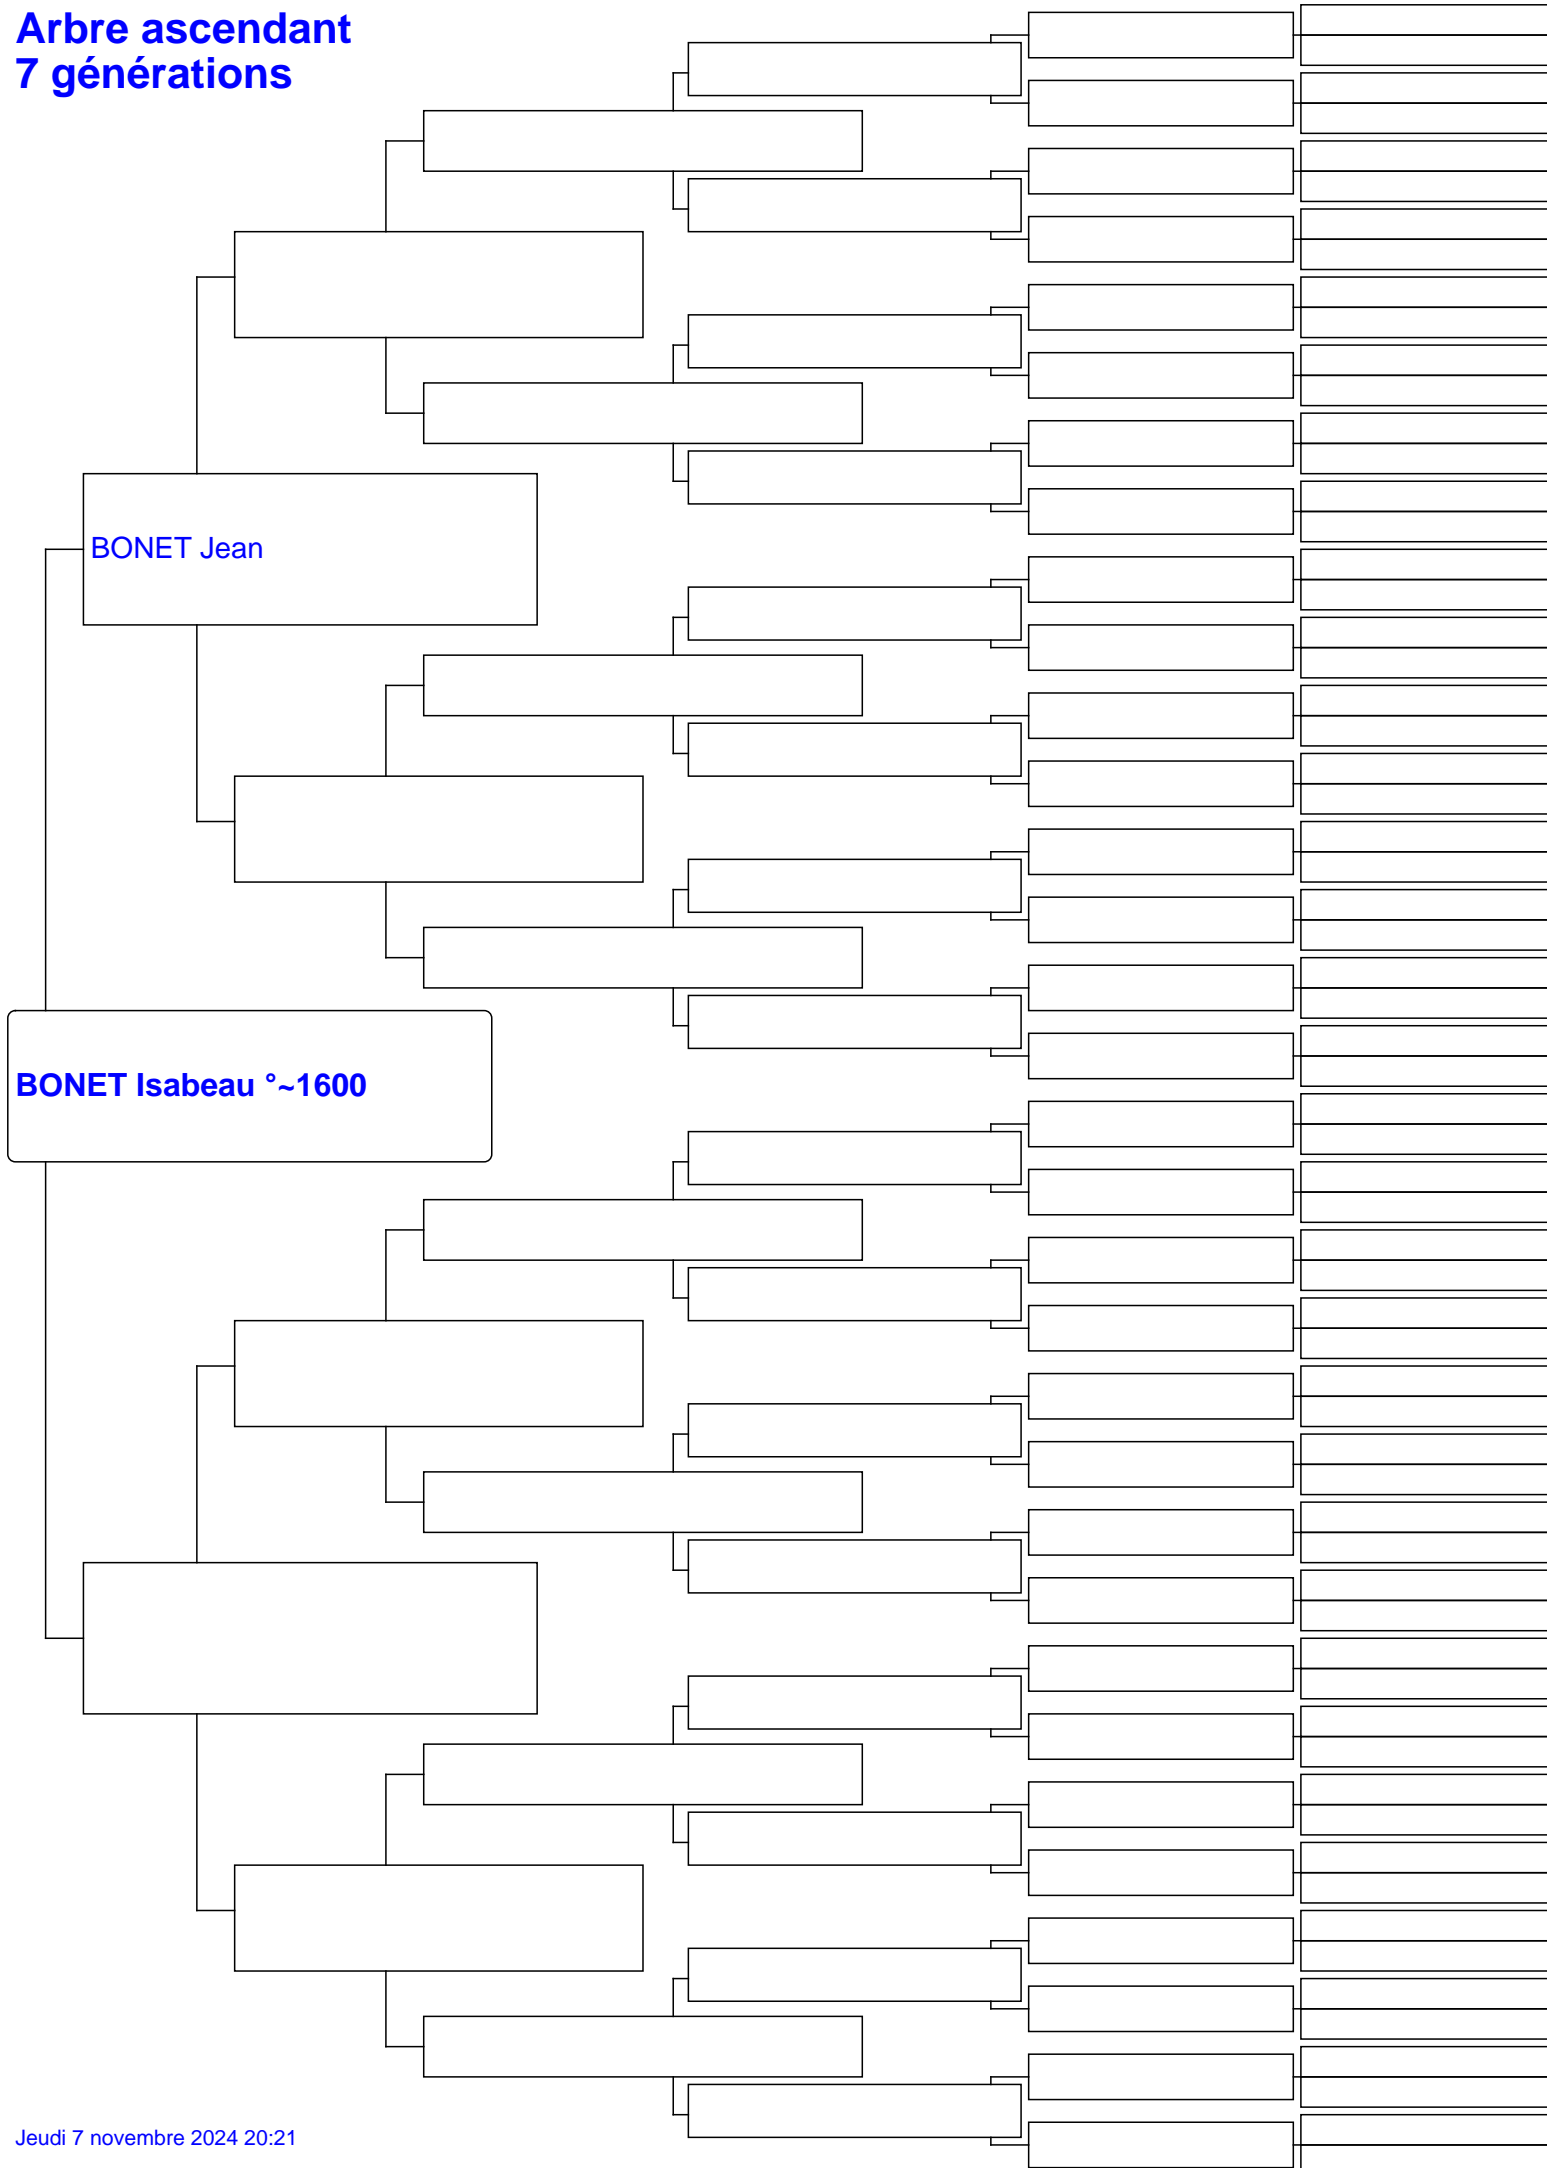 Arbre ascendant
7 générations
BONET Jean
BONET Isabeau °~1600
Jeudi 7 novembre 2024 20:21